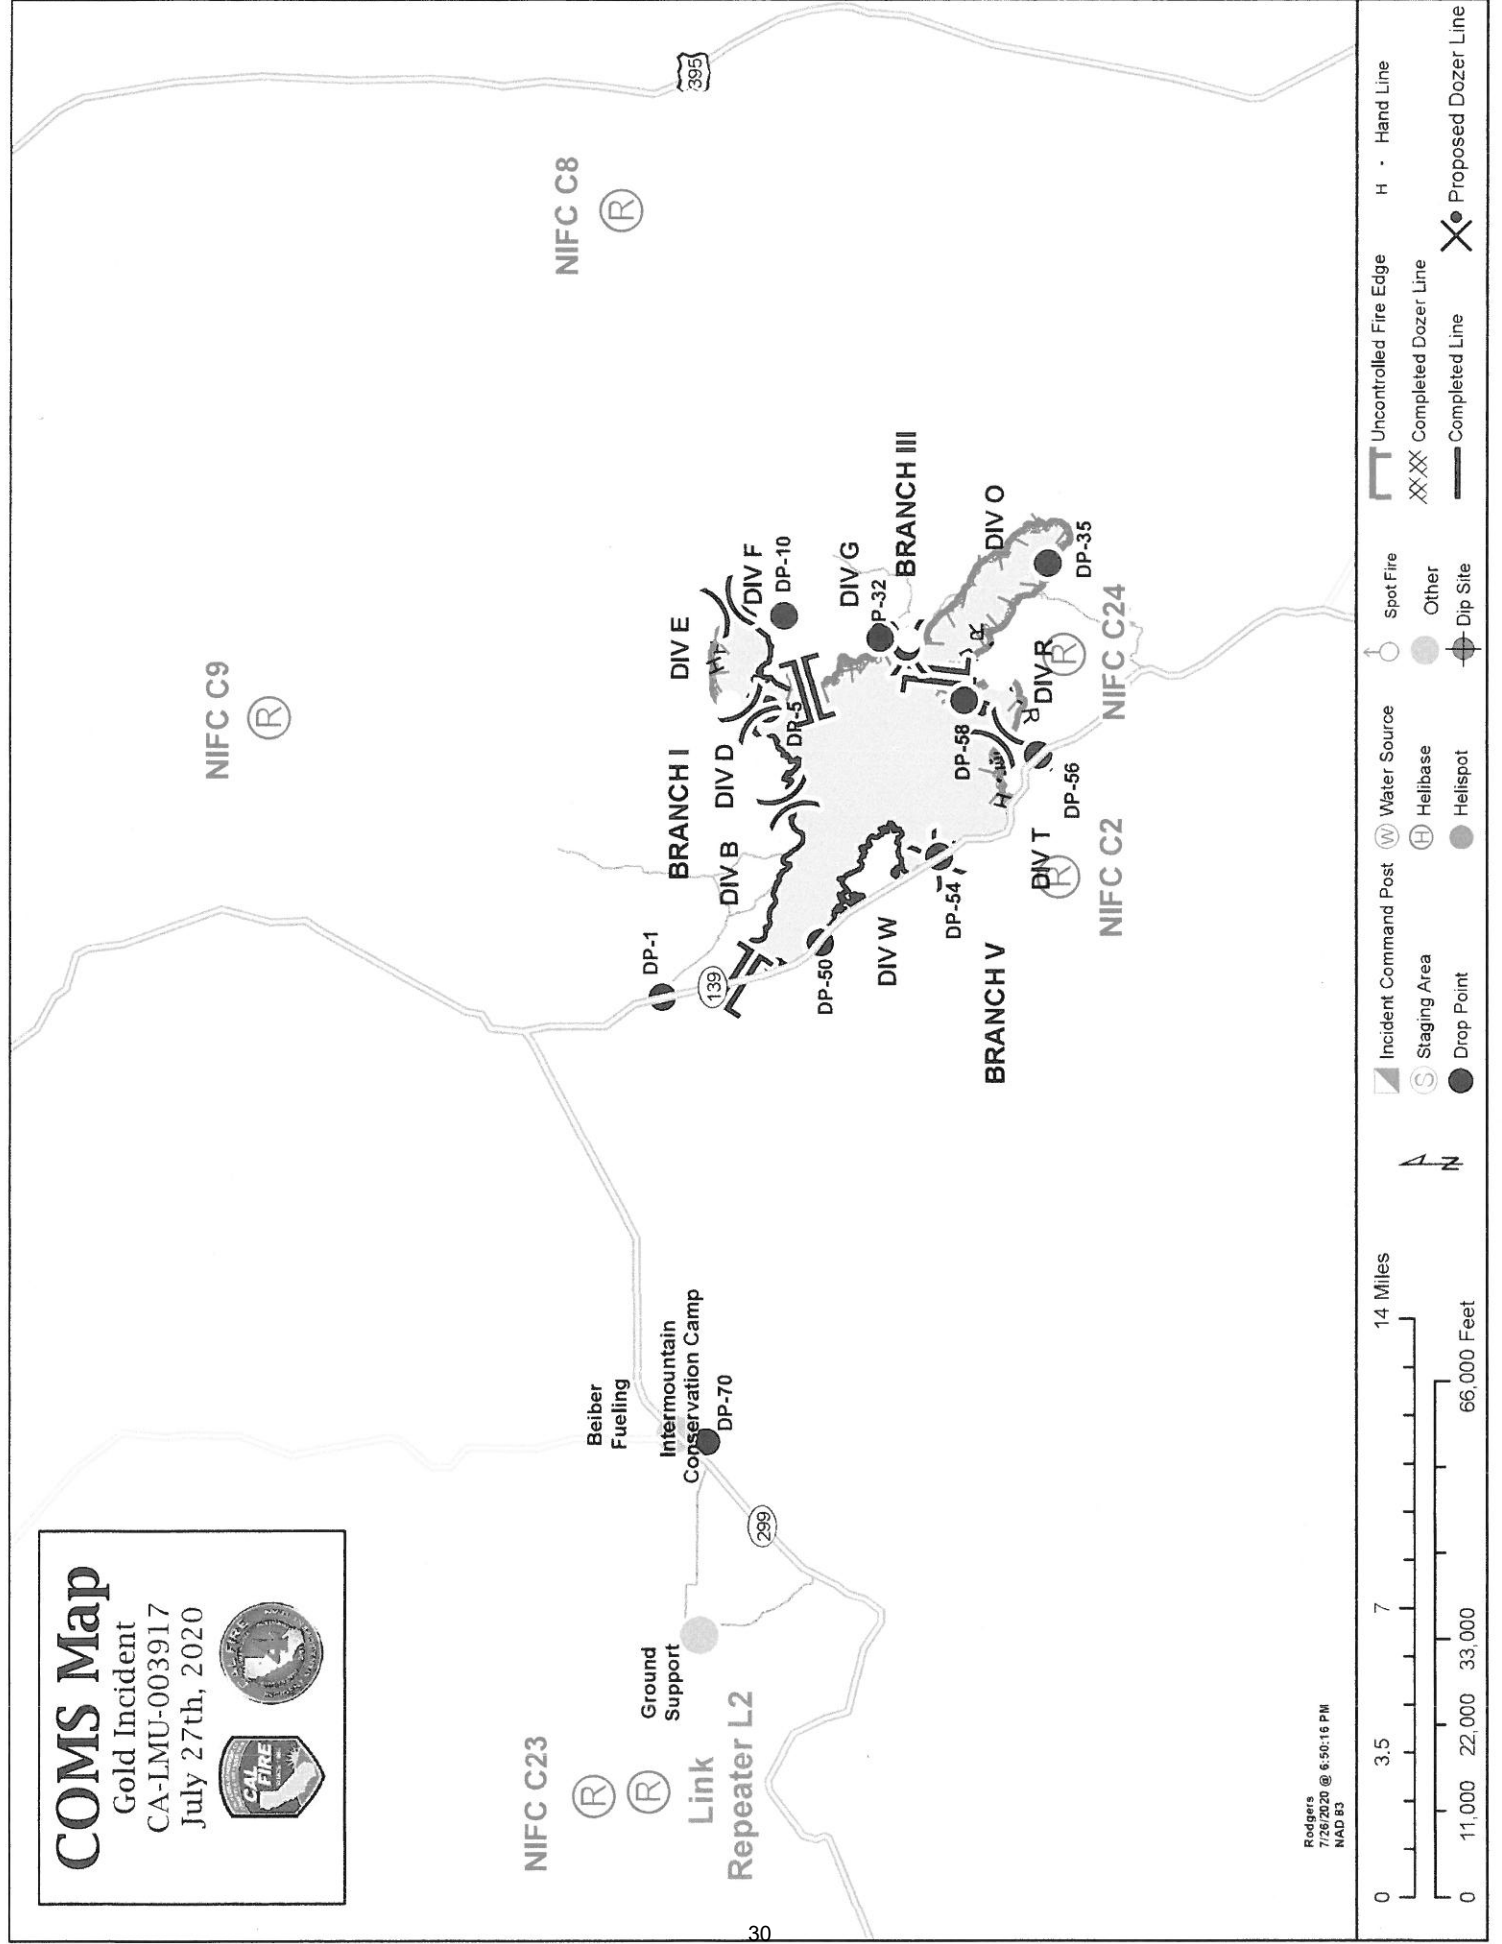 COMS Map
Gold Incident
CA-LMU-003917
July 27th, 2020
CAL FIRE
CAL FIRE
4
395
NIFC C8
R
NIFC C9
R
DIV E
DIV F
DP-10
H
BRANCH I
DIV D
DP-5
DIV G
P-32
BRANCH III
DIV O
DP-35
R
DIV R
R
NIFC C24
DIV B
DP-1
139
DP-50
DIV W
DP-54
DP-58
R
H
DP-56
DIV T
R
NIFC C2
BRANCH V
Beiber
Fueling
Intermountain
Conservation Camp
DP-70
299
Ground
Support
NIFC C23
R
R
Link
Repeater L2
Rodgers
7/26/2020 @ 6:50:16 PM
NAD 83
0 3.5 7 14 Miles
0 11,000 22,000 33,000 66,000 Feet
N
Incident Command Post
S Staging Area
Drop Point
W Water Source
H Helibase
Helispot
Spot Fire
Other
Dip Site
Uncontrolled Fire Edge
XXXX Completed Dozer Line
Completed Line
H - Hand Line
X Proposed Dozer Line
30